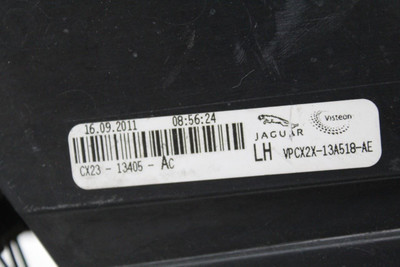 16.09.2011 08:56:24
JAGUAR
Visteon
CX23 - 13405 - AC
LH VPCX2X-13A518-AE